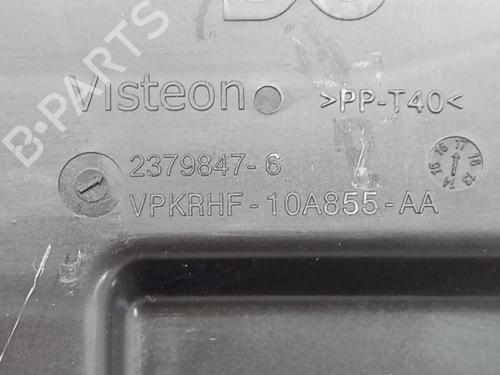 B-PARTS
Visteon
>PP-T40<
2379847-6
VPKRHF-10A855-AA